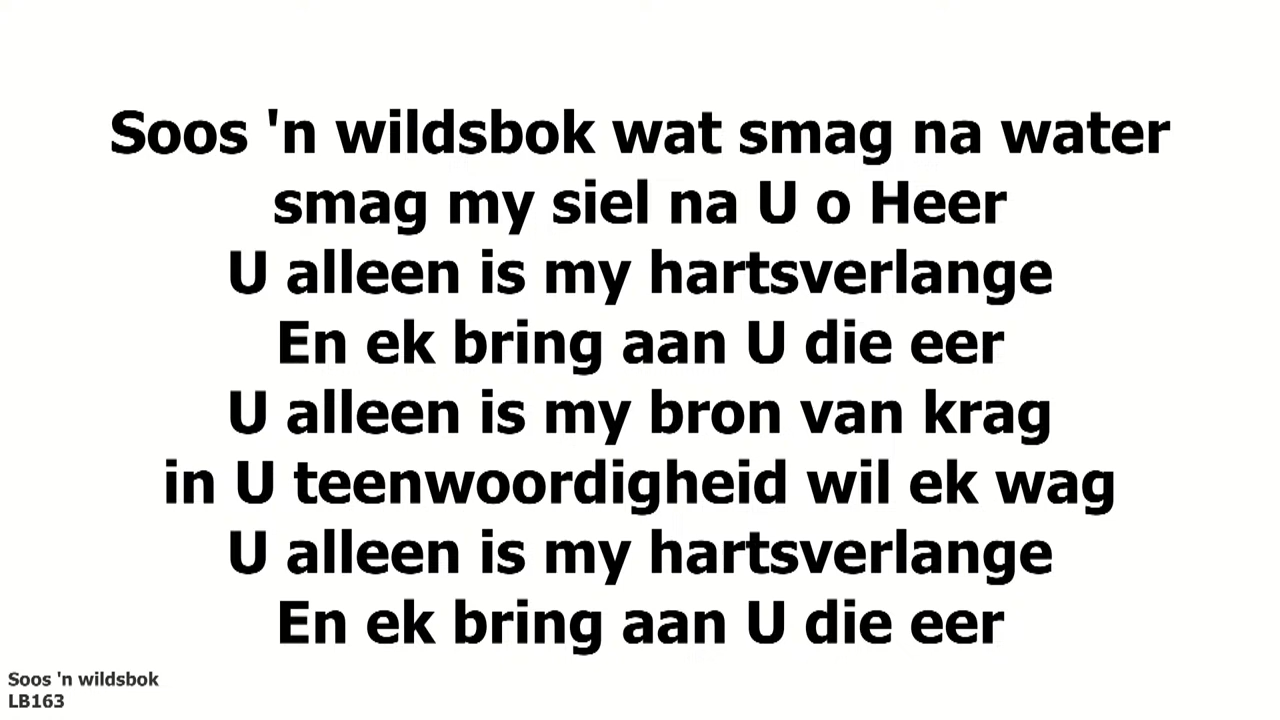 Soos 'n wildsbok wat smag na water
smag my siel na U o Heer
U alleen is my hartsverlange
En ek bring aan U die eer
U alleen is my bron van krag
in U teenwoordigheid wil ek wag
U alleen is my hartsverlange
En ek bring aan U die eer
Soos 'n wildsbok
LB163